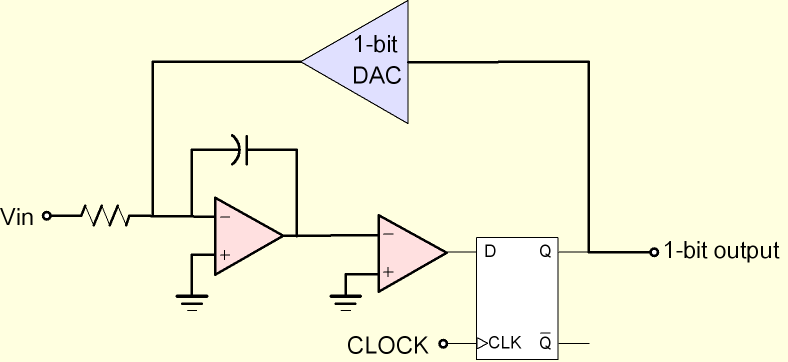 1-bit
DAC
Vin
−
+
−
+
D Q
1-bit output
CLOCK
CLK Q̅